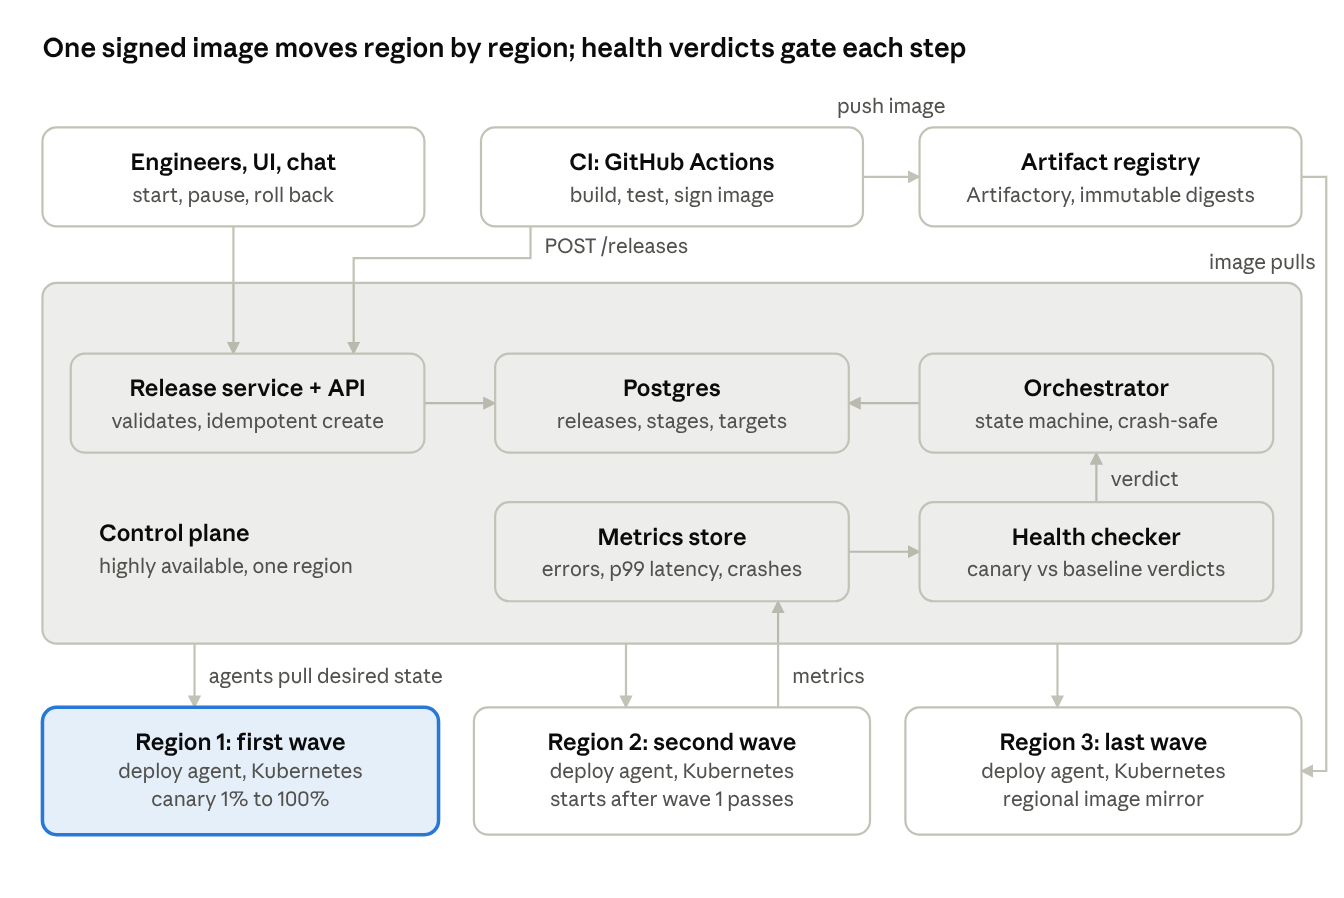 One signed image moves region by region; health verdicts gate each step
push image
Engineers, UI, chat
start, pause, roll back
CI: GitHub Actions
build, test, sign image
Artifact registry
Artifactory, immutable digests
POST /releases
image pulls
Release service + API
validates, idempotent create
Postgres
releases, stages, targets
Orchestrator
state machine, crash-safe
verdict
Control plane
highly available, one region
Metrics store
errors, p99 latency, crashes
Health checker
canary vs baseline verdicts
agents pull desired state
metrics
Region 1: first wave
deploy agent, Kubernetes
canary 1% to 100%
Region 2: second wave
deploy agent, Kubernetes
starts after wave 1 passes
Region 3: last wave
deploy agent, Kubernetes
regional image mirror